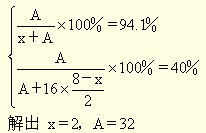 A/(x+A)×100%=94.1%
A/(A+16×(8-x)/2)×100%=40%
解出 x=2，A=32